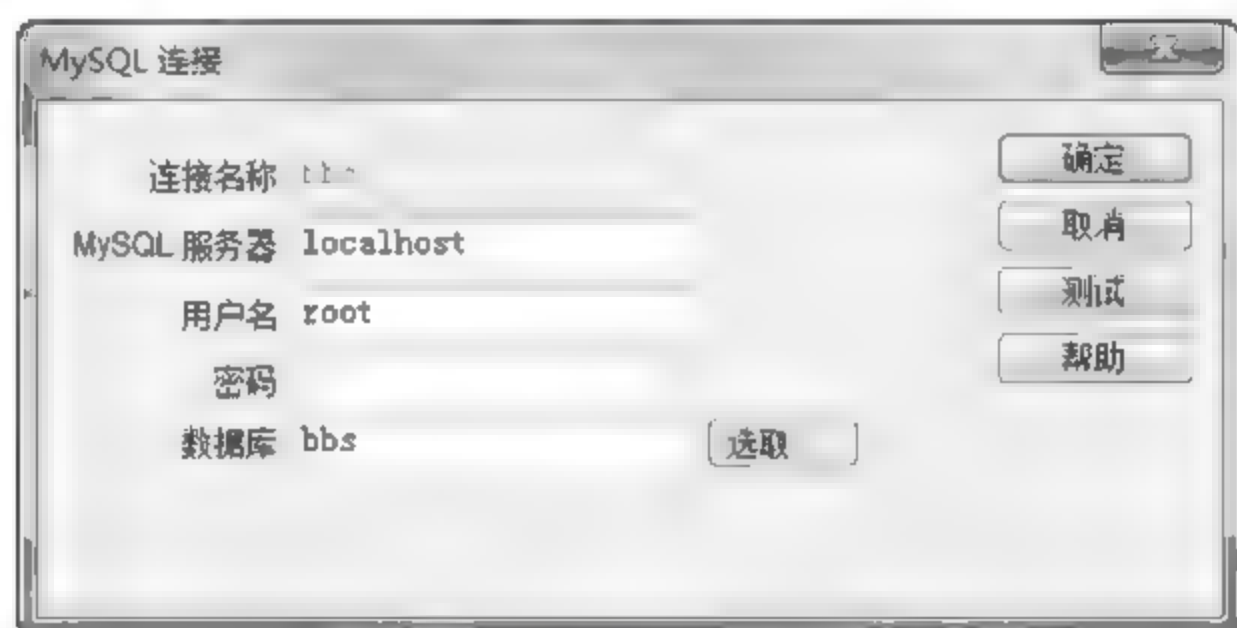 MySQL 连接
连接名称
确定
MySQL 服务器 localhost
取消
用户名 root
测试
密码
帮助
数据库 bbs 选取